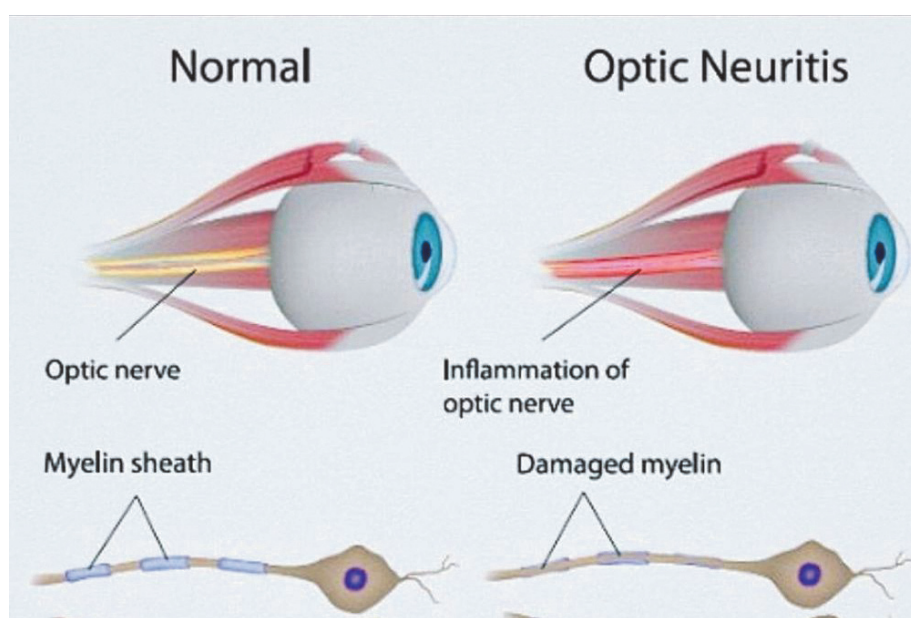 Normal
Optic Neuritis
Optic nerve
Inflammation of
optic nerve
Myelin sheath
Damaged myelin